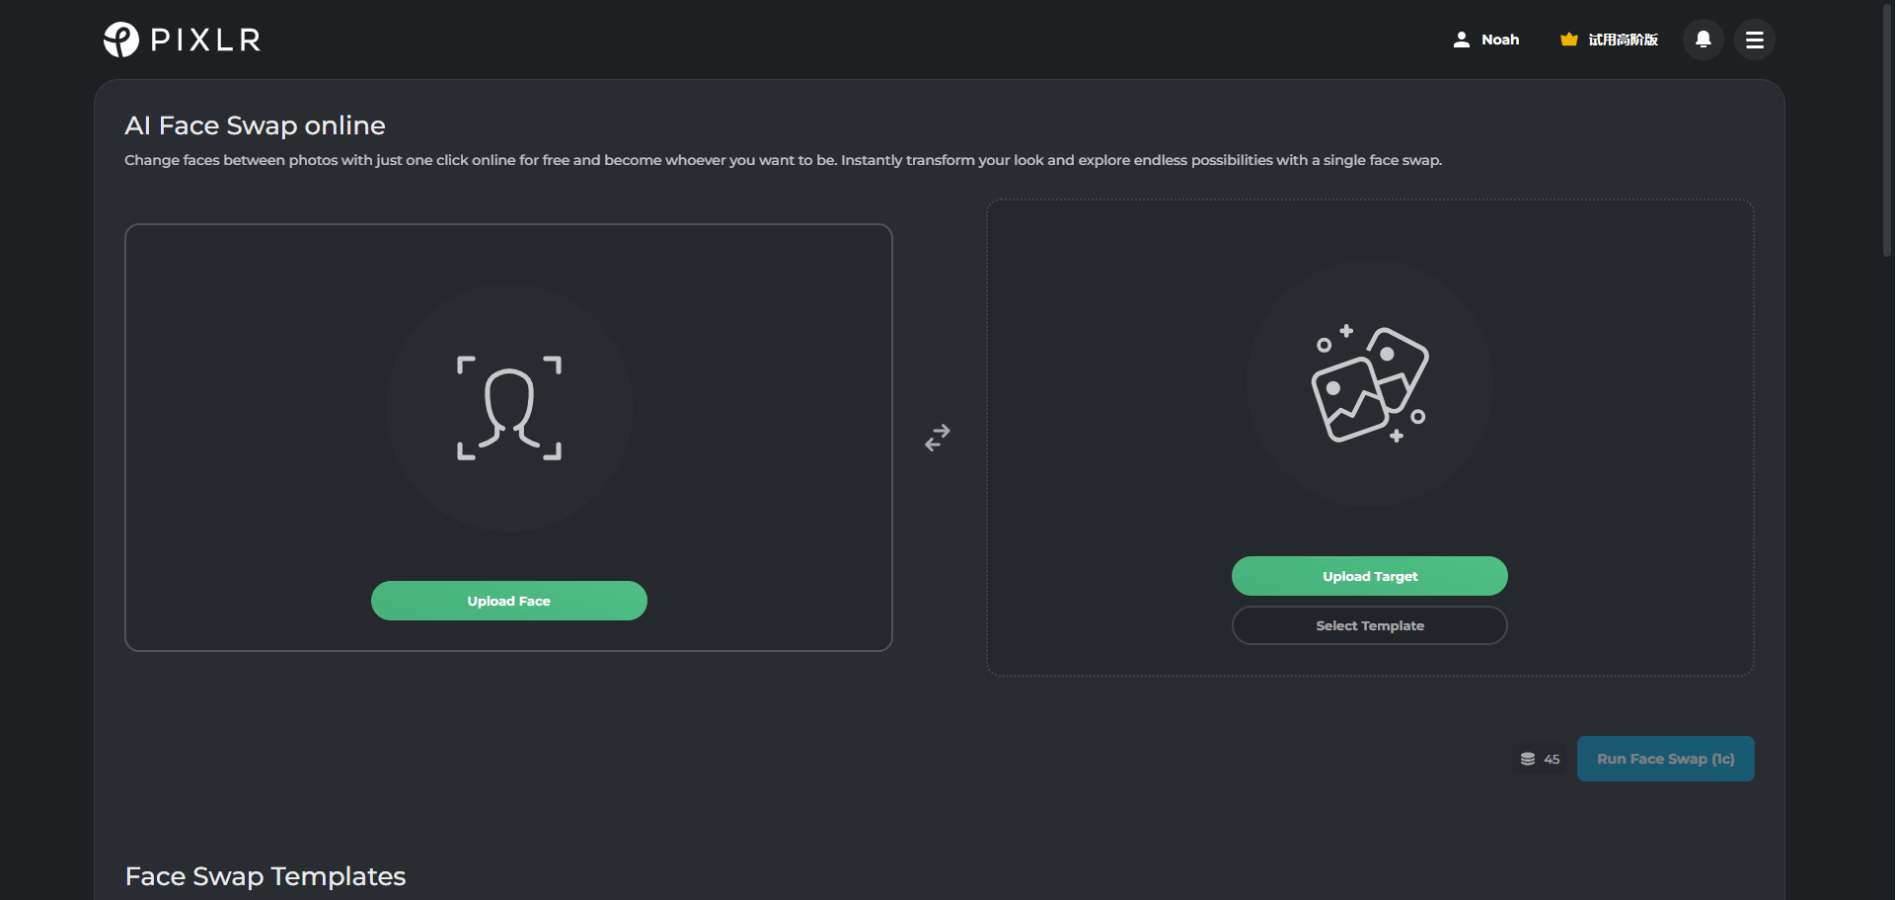 PIXLR
Noah
试用高阶版
AI Face Swap online
Change faces between photos with just one click online for free and become whoever you want to be. Instantly transform your look and explore endless possibilities with a single face swap.
Upload Face
Upload Target
Select Template
45
Run Face Swap (1c)
Face Swap Templates